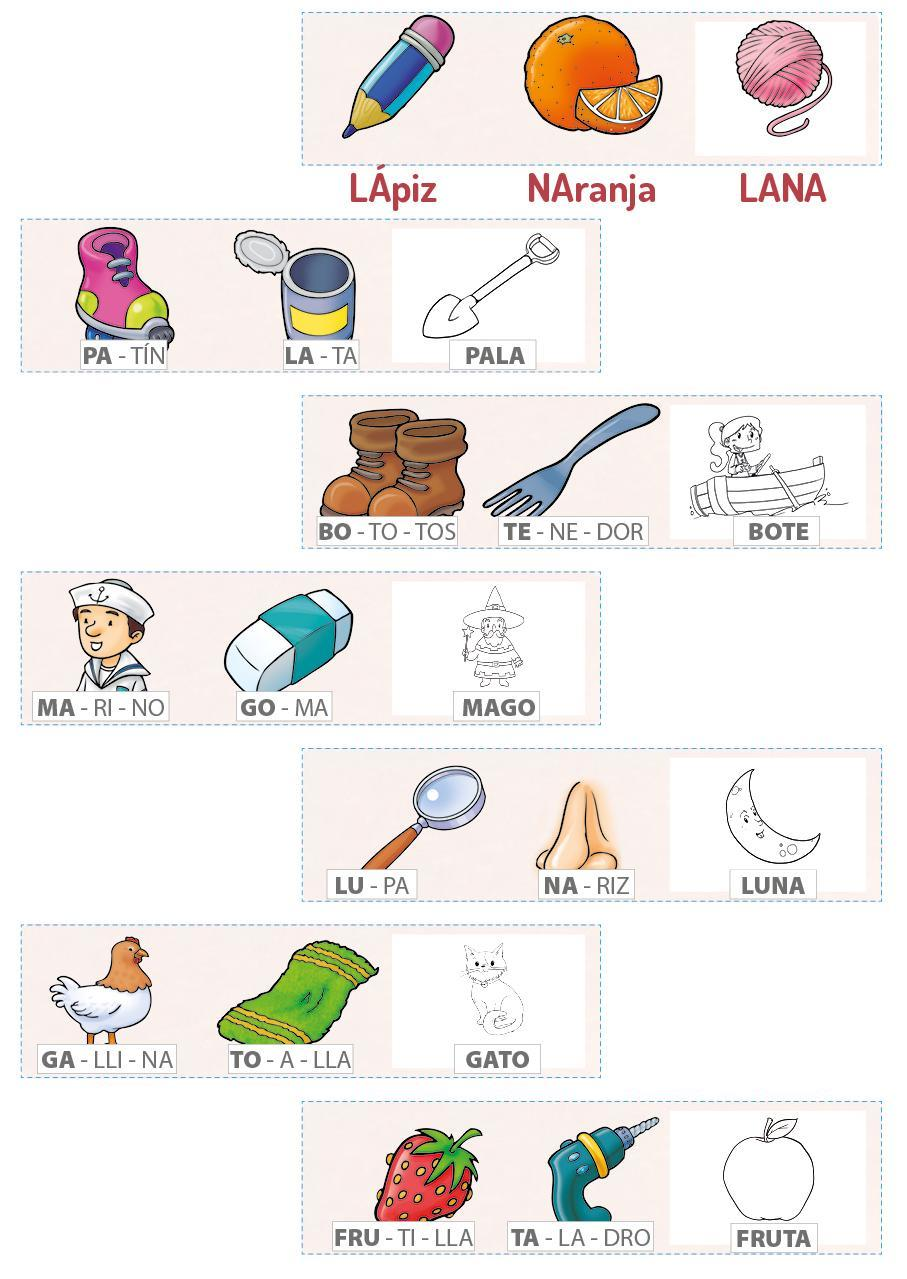 LÁpiz NAranja LANA
PA - TÍN LA - TA PALA
BO - TO - TOS TE - NE - DOR BOTE
MA - RI - NO GO - MA MAGO
LU - PA NA - RIZ LUNA
GA - LLI - NA TO - A - LLA GATO
FRU - TI - LLA TA - LA - DRO FRUTA